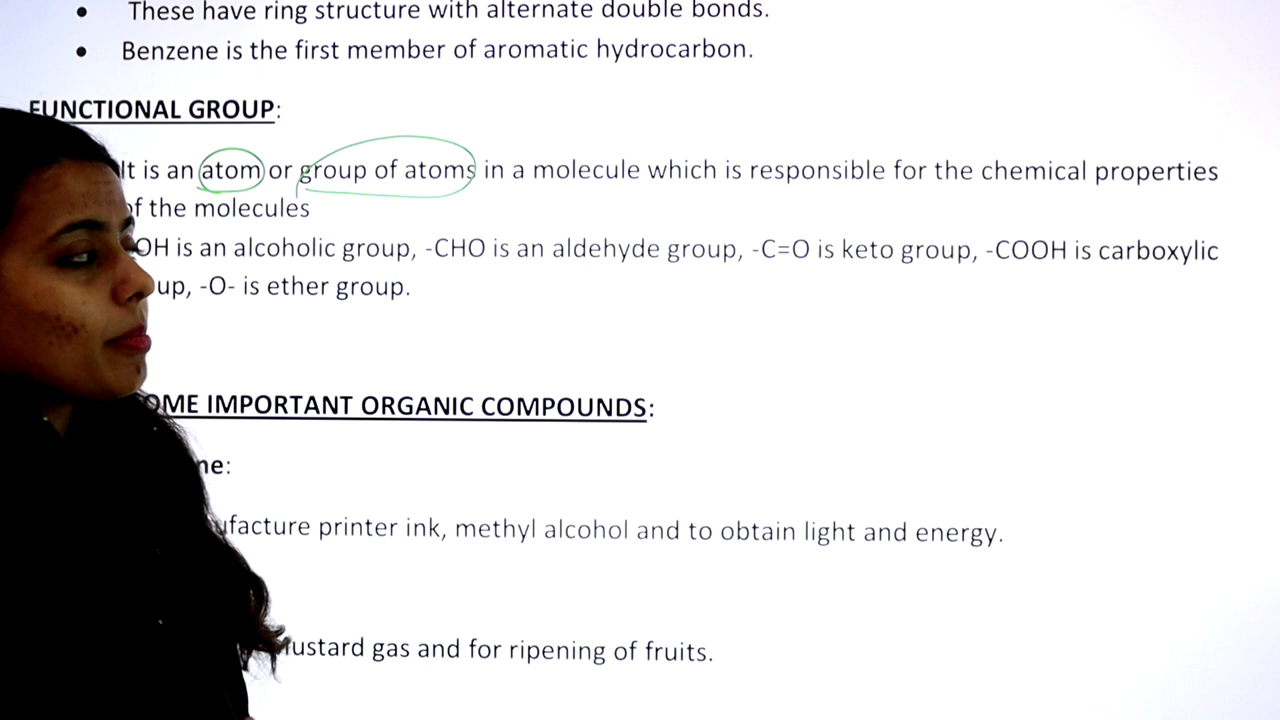 These have ring structure with alternate double bonds.
Benzene is the first member of aromatic hydrocarbon.
FUNCTIONAL GROUP:
It is an atom or group of atoms in a molecule which is responsible for the chemical properties
of the molecules
OH is an alcoholic group, -CHO is an aldehyde group, -C=O is keto group, -COOH is carboxylic
up, -O- is ether group.
OME IMPORTANT ORGANIC COMPOUNDS:
ne:
ufacture printer ink, methyl alcohol and to obtain light and energy.
ustard gas and for ripening of fruits.